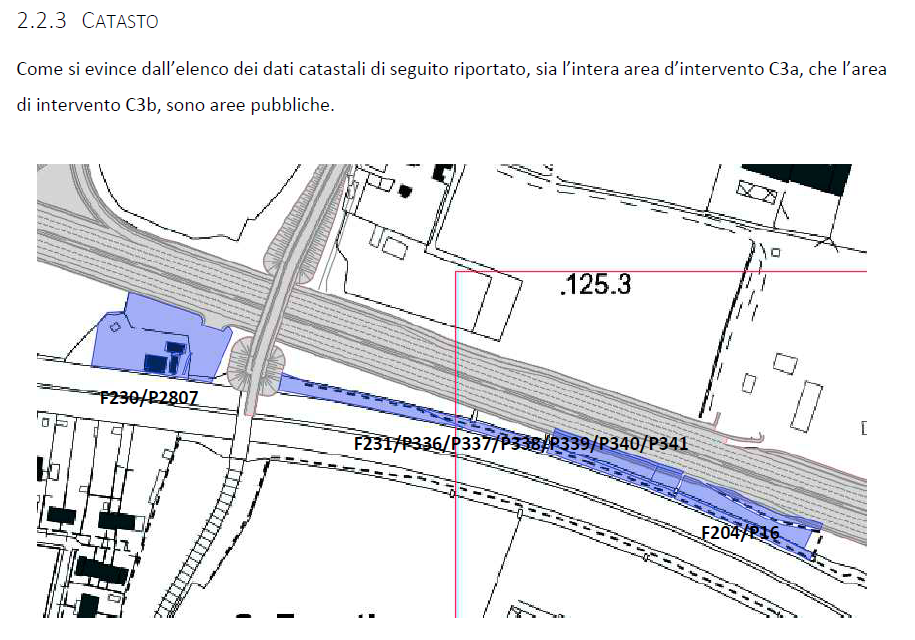 2.2.3 CATASTO
Come si evince dall’elenco dei dati catastali di seguito riportato, sia l’intera area d’intervento C3a, che l’area
di intervento C3b, sono aree pubbliche.
.125.3
F230/P2807
F231/P336/P337/P338/P339/P340/P341
F204/P16